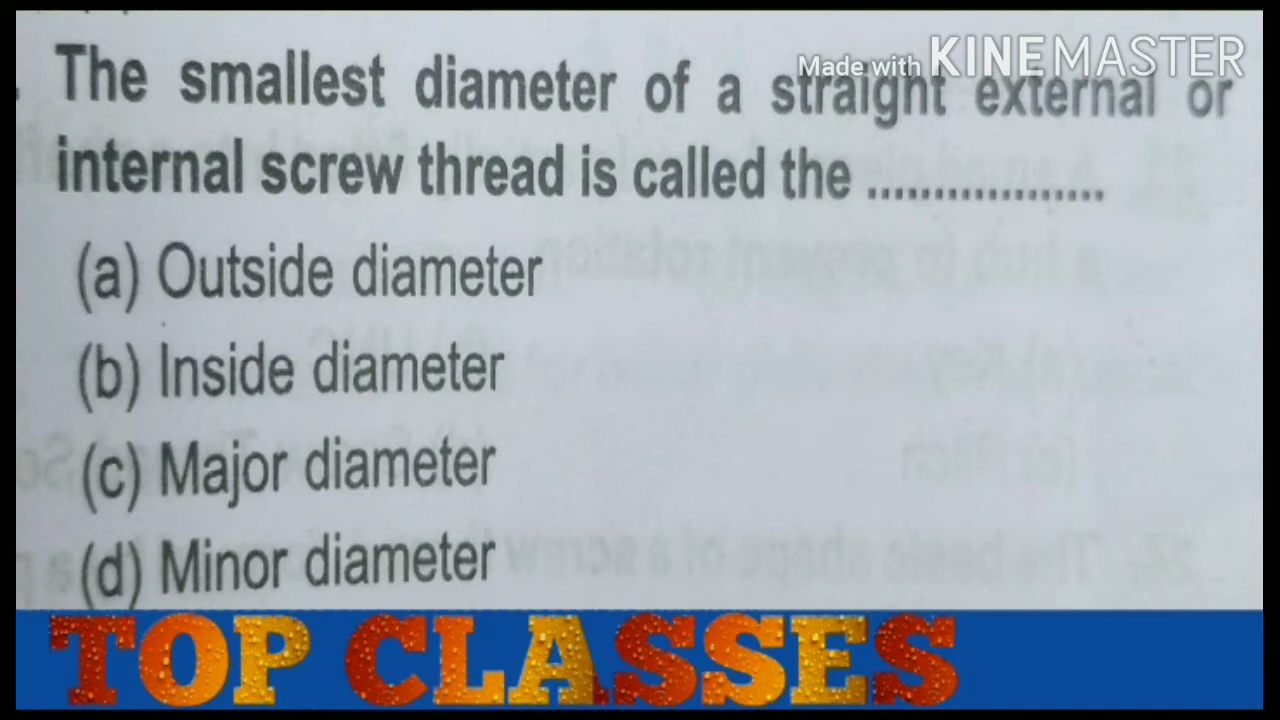 Made with KINEMASTER
. The smallest diameter of a straight external or
internal screw thread is called the ..................
(a) Outside diameter
(b) Inside diameter
(c) Major diameter
(d) Minor diameter
TOP CLASSES